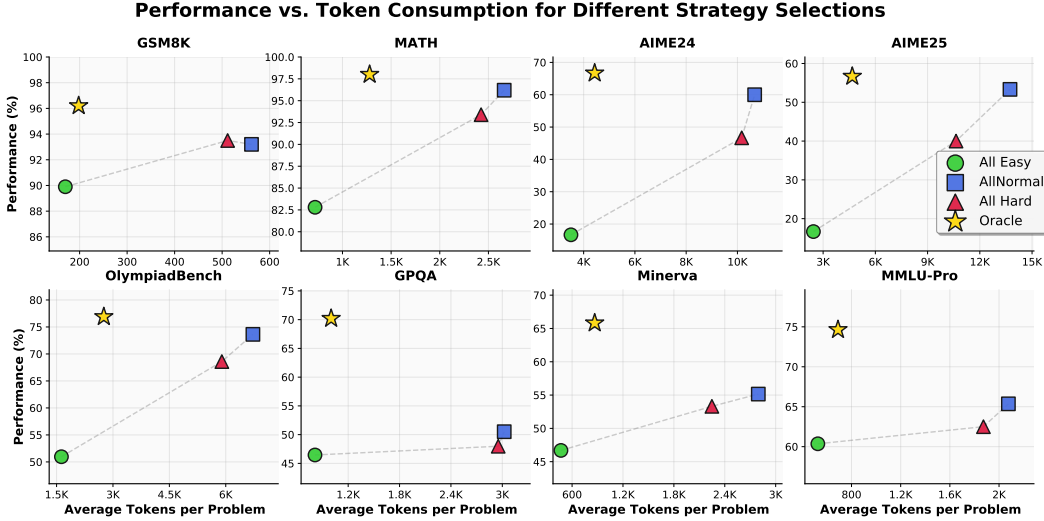 Performance vs. Token Consumption for Different Strategy Selections
GSM8K
MATH
AIME24
AIME25
Performance (%)
100
98
96
94
92
90
88
86
200
300
400
500
600
100.0
97.5
95.0
92.5
90.0
87.5
85.0
82.5
80.0
1K
1.5K
2K
2.5K
70
60
50
40
30
20
4K
6K
8K
10K
60
50
40
30
20
3K
6K
9K
12K
15K
All Easy
AllNormal
All Hard
Oracle
OlympiadBench
GPQA
Minerva
MMLU-Pro
Performance (%)
80
75
70
65
60
55
50
1.5K
3K
4.5K
6K
75
70
65
60
55
50
45
1.2K
1.8K
2.4K
3K
70
65
60
55
50
45
600
1.2K
1.8K
2.4K
3K
75
70
65
60
800
1.2K
1.6K
2K
Average Tokens per Problem
Average Tokens per Problem
Average Tokens per Problem
Average Tokens per Problem